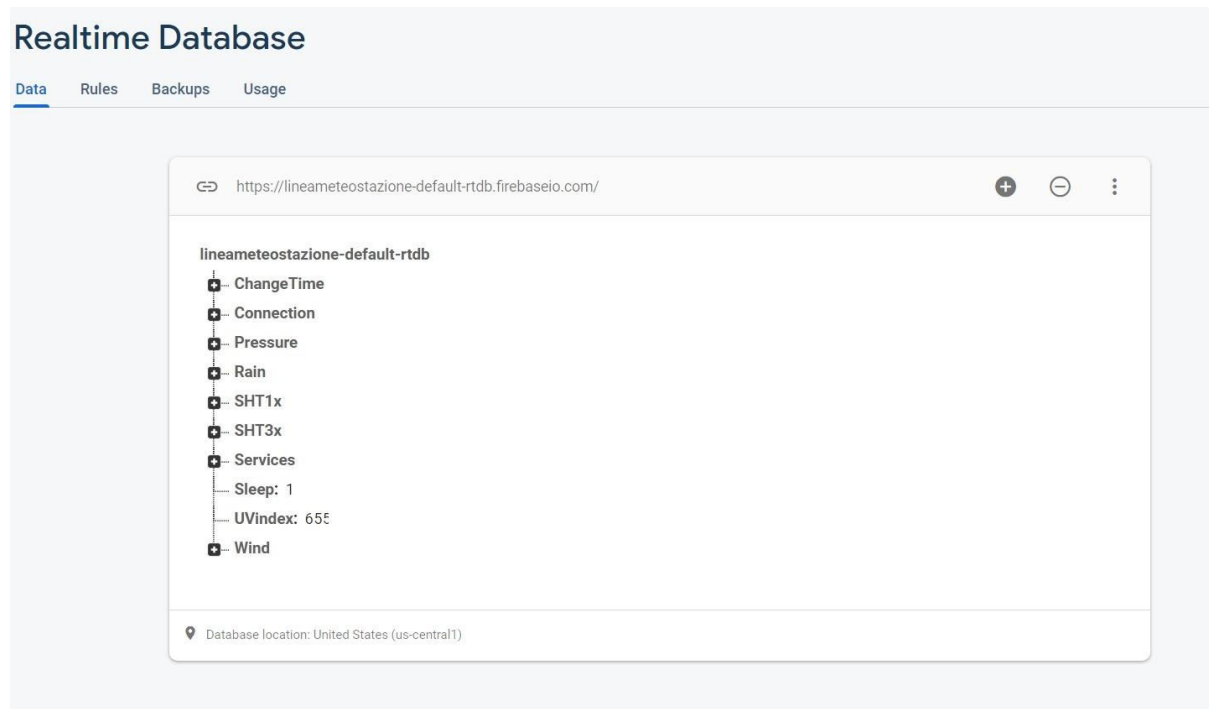 Realtime Database
Data Rules Backups Usage
https://lineameteostazione-default-rtdb.firebaseio.com/
lineameteostazione-default-rtdb
ChangeTime
Connection
Pressure
Rain
SHT1x
SHT3x
Services
Sleep: 1
UVindex:
Wind
Database location: United States (us-central1)